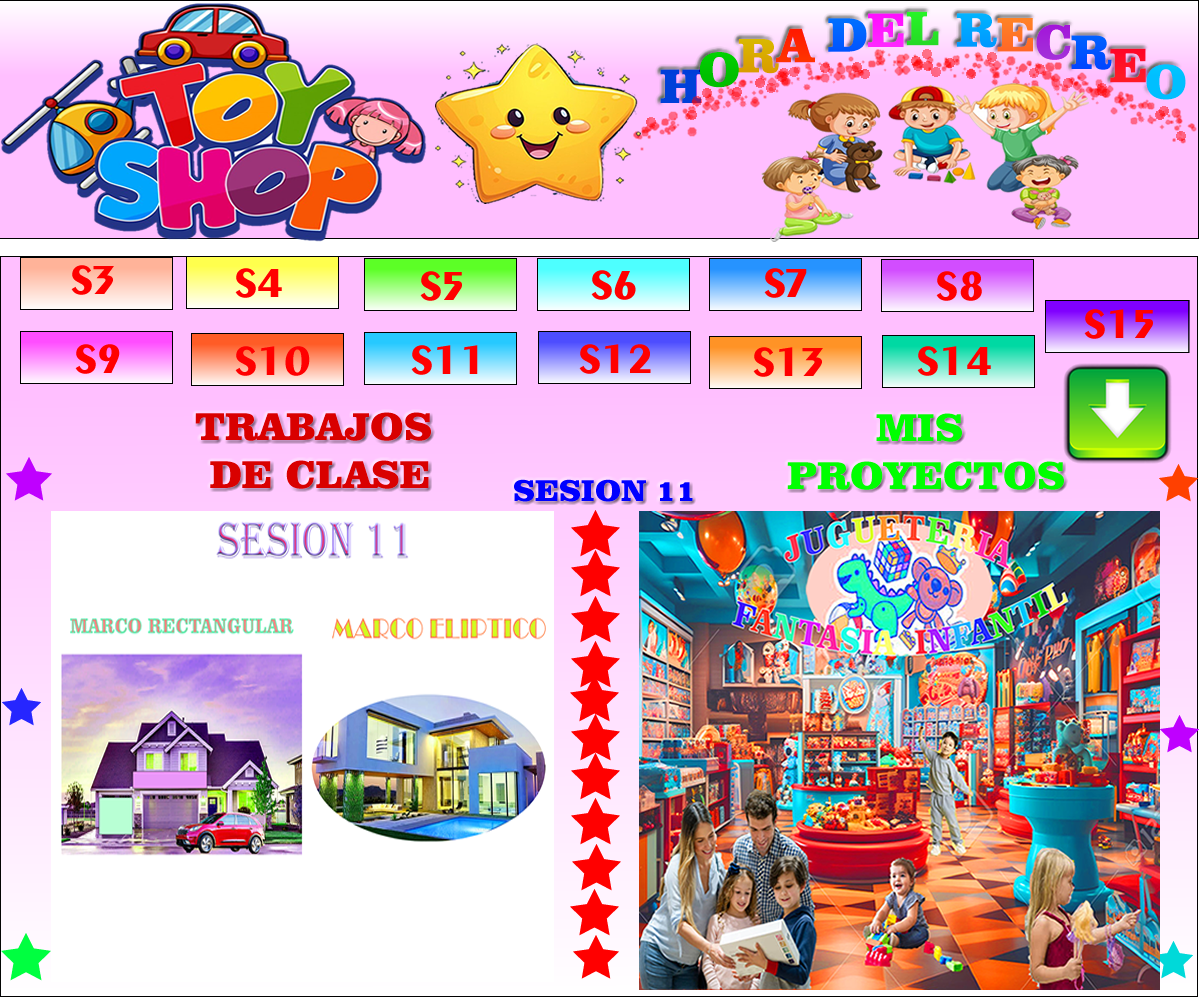 TOY
SHOP
HORA DEL RECREO
S3
S4
S5
S6
S7
S8
S15
S9
S10
S11
S12
S13
S14
TRABAJOS
DE CLASE
MIS
PROYECTOS
SESION 11
SESION 11
MARCO RECTANGULAR
MARCO ELIPTICO
JUGUETERIA
FANTASIA INFANTIL